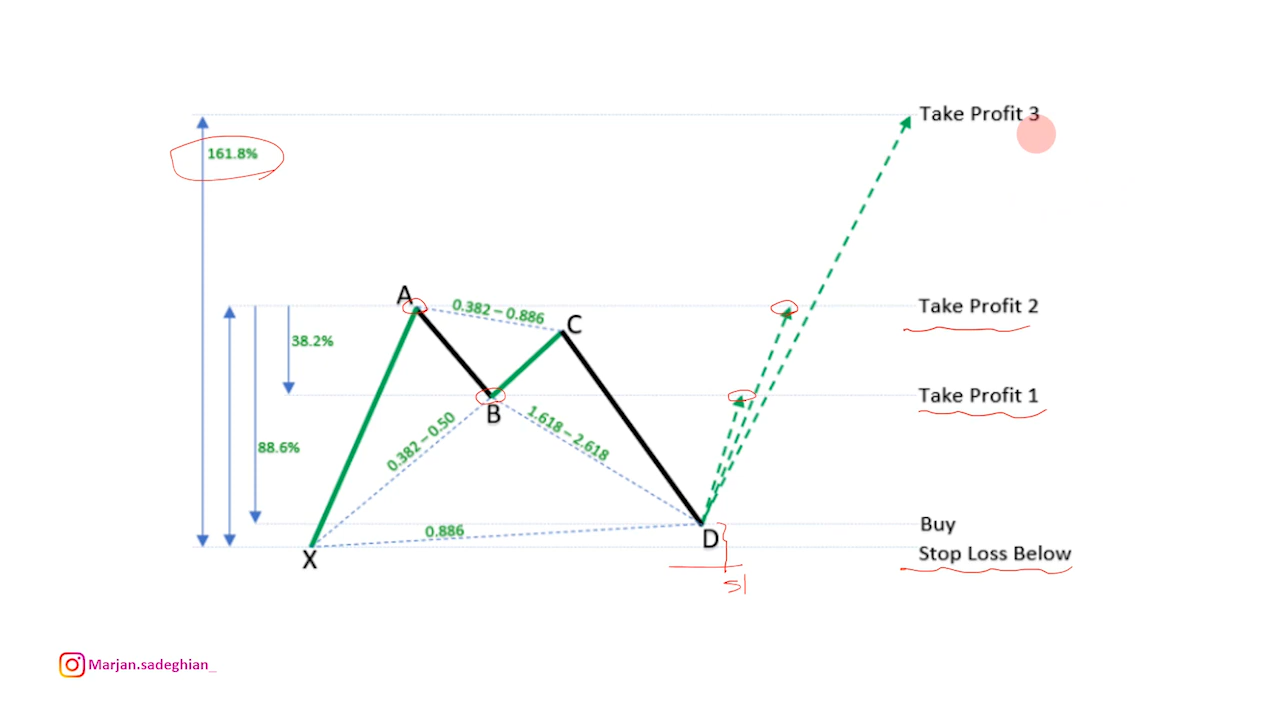 Take Profit 3
161.8%
A
0.382 – 0.886
C
Take Profit 2
38.2%
B
Take Profit 1
0.382 – 0.50
1.618 – 2.618
88.6%
0.886
D
Buy
X
Stop Loss Below
sl
Marjan.sadeghian_